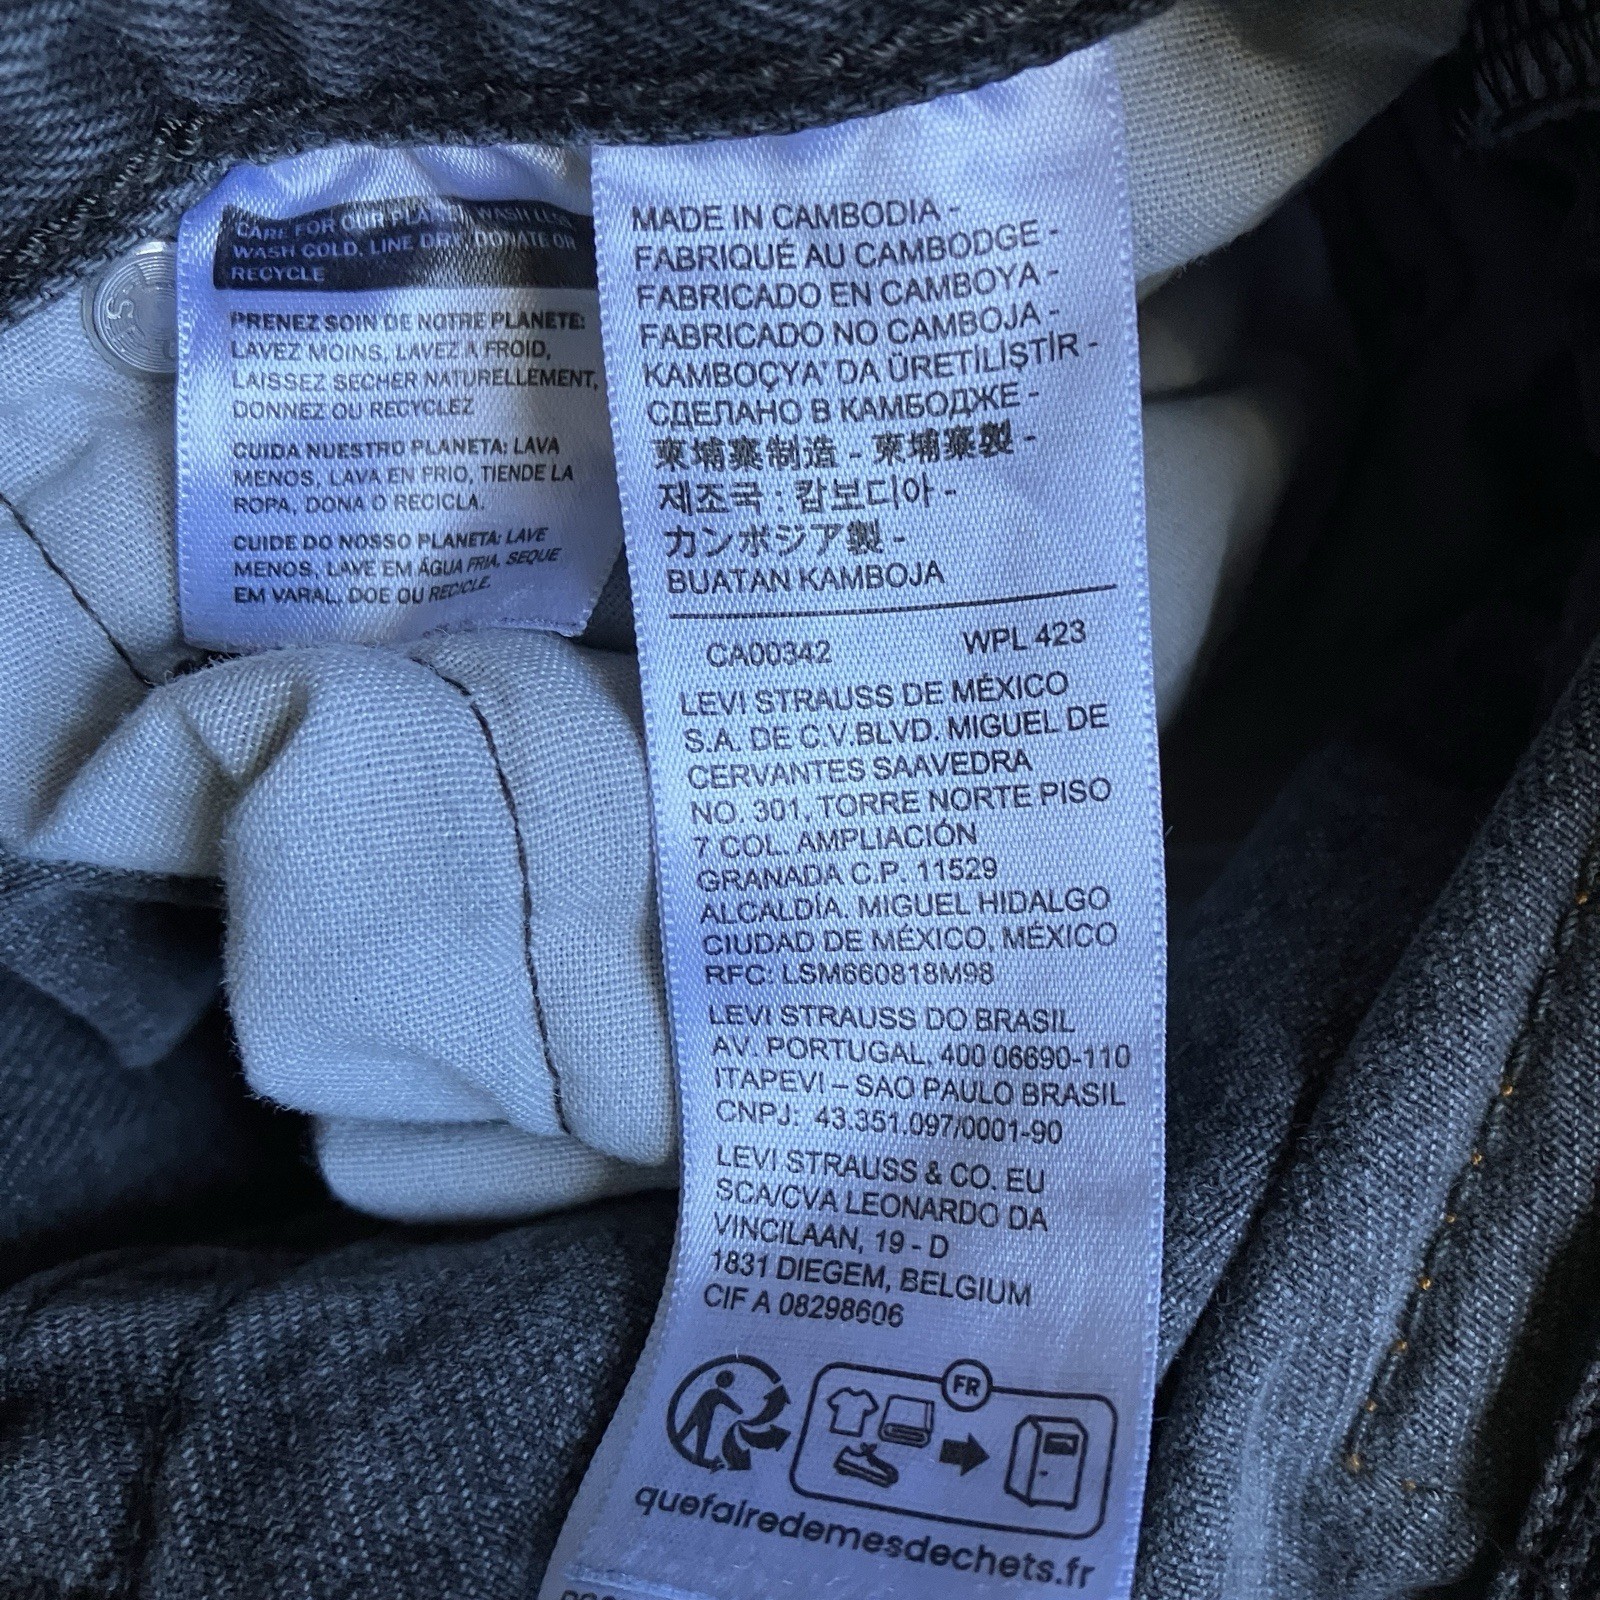 CARE FOR OUR PLANET: WASH LESS,
WASH COLD, LINE DRY, DONATE OR
RECYCLE
PRENEZ SOIN DE NOTRE PLANETE:
LAVEZ MOINS, LAVEZ A FROID,
LAISSEZ SECHER NATURELLEMENT,
DONNEZ OU RECYCLEZ
CUIDA NUESTRO PLANETA: LAVA
MENOS, LAVA EN FRIO, TIENDE LA
ROPA, DONA O RECICLA.
CUIDE DO NOSSO PLANETA: LAVE
MENOS, LAVE EM ÁGUA FRIA, SEQUE
EM VARAL, DOE OU RECICLE.
MADE IN CAMBODIA -
FABRIQUÉ AU CAMBODGE -
FABRICADO EN CAMBOYA -
FABRICADO NO CAMBOJA -
KAMBOÇYA' DA ÜRETİLİŞTİR -
СДЕЛАНО В КАМБОДЖЕ -
柬埔寨制造 - 柬埔寨製 -
제조국 : 캄보디아 -
カンボジア製 -
BUATAN KAMBOJA
CA00342 WPL 423
LEVI STRAUSS DE MÉXICO
S.A. DE C.V.BLVD. MIGUEL DE
CERVANTES SAAVEDRA
NO. 301, TORRE NORTE PISO
7 COL. AMPLIACIÓN
GRANADA C.P. 11529
ALCALDÍA. MIGUEL HIDALGO
CIUDAD DE MÉXICO, MÉXICO
RFC: LSM660818M98
LEVI STRAUSS DO BRASIL
AV. PORTUGAL, 400 06690-110
ITAPEVI – SAO PAULO BRASIL
CNPJ: 43.351.097/0001-90
LEVI STRAUSS & CO. EU
SCA/CVA LEONARDO DA
VINCILAAN, 19 - D
1831 DIEGEM, BELGIUM
CIF A 08298606
FR
quefairedemesdechets.fr